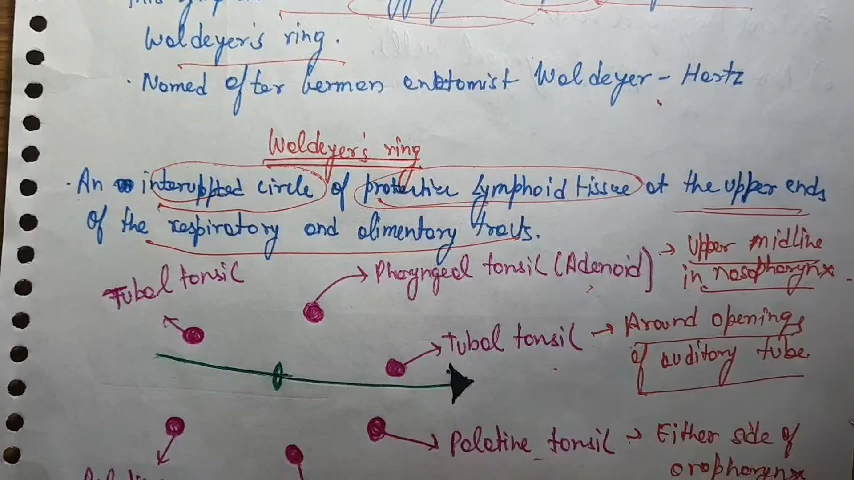 Waldeyer's ring.
· Named after German anatomist Waldeyer - Hartz
Waldeyer's ring
· An interuppted circle of protective lymphoid tissue at the upper ends
of the respiratory and alimentary tracts.
Tubal tonsil
Pharyngeal tonsil (Adenoid) → Upper midline
in nasopharynx.
Tubal tonsil → Around openings
of auditory tube.
Palatine tonsil → Either side of
oropharynx